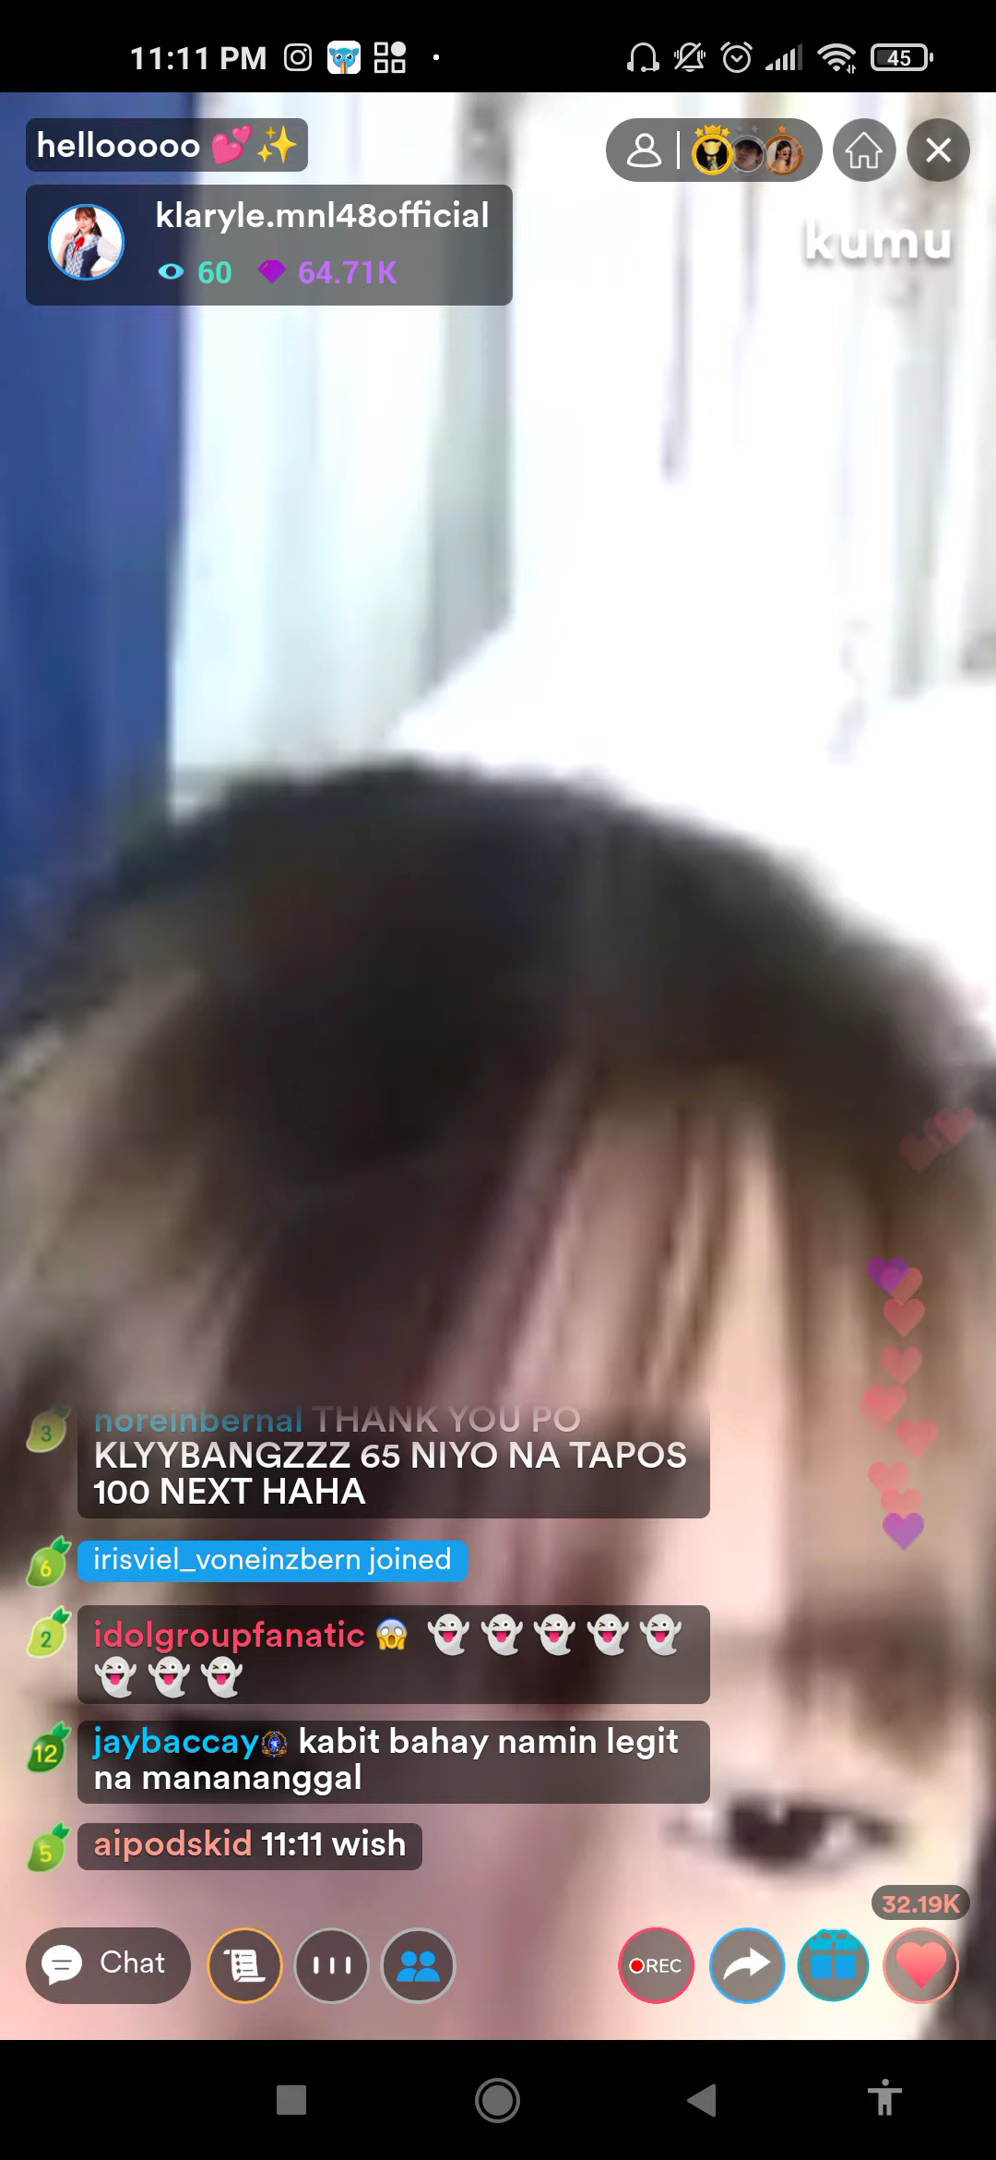 11:11 PM
45
hellooooo 💕✨
klaryle.mnl48official
60 64.71K
kumu
3
noreinbernal THANK YOU PO
KLYYBANGZZZ 65 NIYO NA TAPOS
100 NEXT HAHA
6
irisviel_voneinzbern joined
2
idolgroupfanatic 😱 👻👻👻👻👻
👻👻👻
12
jaybaccay kabit bahay namin legit
na manananggal
5
aipodskid 11:11 wish
32.19K
Chat
REC